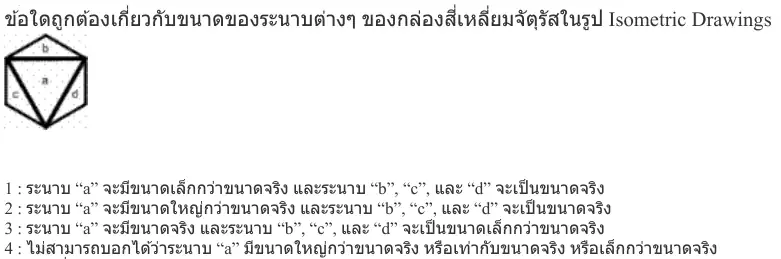 ข้อใดถูกต้องเกี่ยวกับขนาดของระนาบต่างๆ ของกล่องสี่เหลี่ยมจัตุรัสในรูป Isometric Drawings
b
a
c d
1 : ระนาบ “a” จะมีขนาดเล็กกว่าขนาดจริง และระนาบ “b”, “c”, และ “d” จะเป็นขนาดจริง
2 : ระนาบ “a” จะมีขนาดใหญ่กว่าขนาดจริง และระนาบ “b”, “c”, และ “d” จะเป็นขนาดจริง
3 : ระนาบ “a” จะมีขนาดจริง และระนาบ “b”, “c”, และ “d” จะเป็นขนาดเล็กกว่าขนาดจริง
4 : ไม่สามารถบอกได้ว่าระนาบ “a” มีขนาดใหญ่กว่าขนาดจริง หรือเท่ากับขนาดจริง หรือเล็กกว่าขนาดจริง